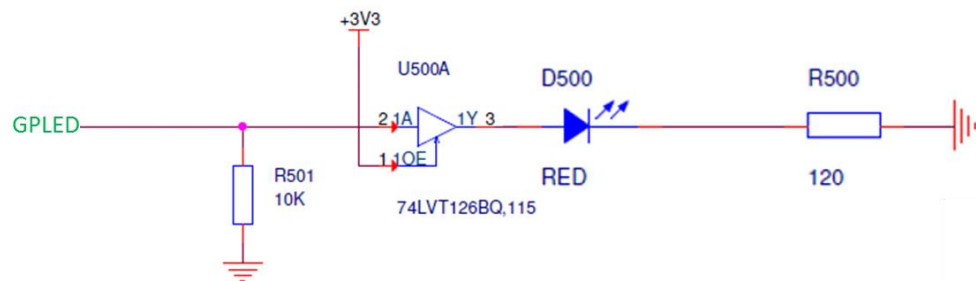 +3V3
U500A
D500
R500
GPLED
2 1A 1Y 3
1 1OE
R501
10K
RED
120
74LVT126BQ,115